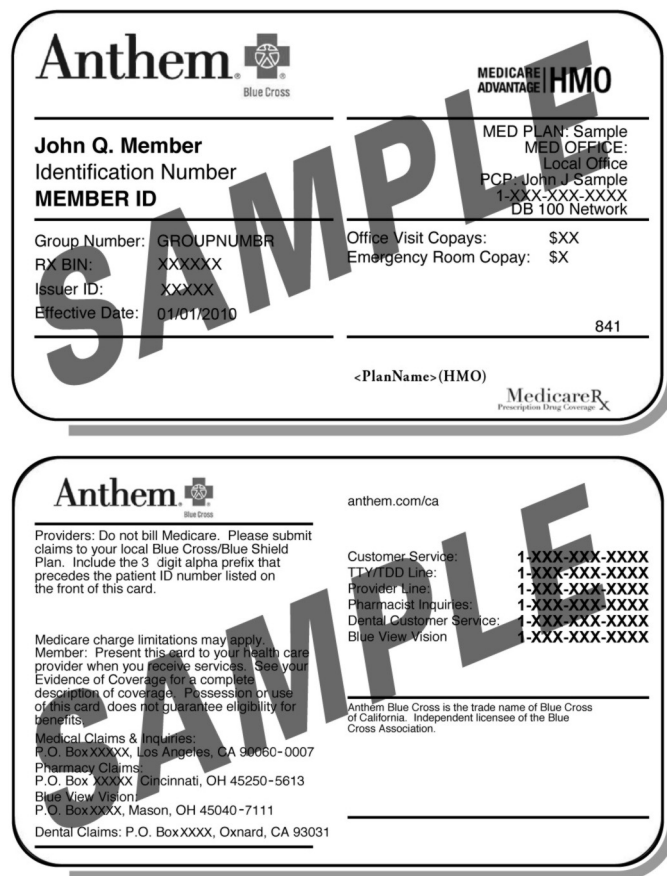 Anthem.
Blue Cross
MEDICARE ADVANTAGE | HMO
John Q. Member
Identification Number
MEMBER ID
MED PLAN: Sample
MED OFFICE:
Local Office
PCP: John J Sample
1-XXX-XXX-XXXX
DB 100 Network
Group Number: GROUPNUMBR
RX BIN: XXXXXX
Issuer ID: XXXXX
Effective Date: 01/01/2010
Office Visit Copays: $XX
Emergency Room Copay: $X
841
<PlanName>(HMO)
MedicareRx
Prescription Drug Coverage
SAMPLE
Anthem.
Blue Cross
Providers: Do not bill Medicare. Please submit
claims to your local Blue Cross/Blue Shield
Plan. Include the 3 digit alpha prefix that
precedes the patient ID number listed on
the front of this card.
Medicare charge limitations may apply.
Member: Present this card to your health care
provider when you receive services. See your
Evidence of Coverage for a complete
description of coverage. Possession or use
of this card does not guarantee eligibility for
benefits.
Medical Claims & Inquiries:
P.O. Box XXXXX, Los Angeles, CA 90060-0007
Pharmacy Claims:
P.O. Box XXXXX Cincinnati, OH 45250-5613
Blue View Vision:
P.O. Box XXXX, Mason, OH 45040-7111
Dental Claims: P.O. Box XXXX, Oxnard, CA 93031
anthem.com/ca
Customer Service: 1-XXX-XXX-XXXX
TTY/TDD Line: 1-XXX-XXX-XXXX
Provider Line: 1-XXX-XXX-XXXX
Pharmacist Inquiries: 1-XXX-XXX-XXXX
Dental Customer Service: 1-XXX-XXX-XXXX
Blue View Vision 1-XXX-XXX-XXXX
Anthem Blue Cross is the trade name of Blue Cross
of California. Independent licensee of the Blue
Cross Association.
SAMPLE